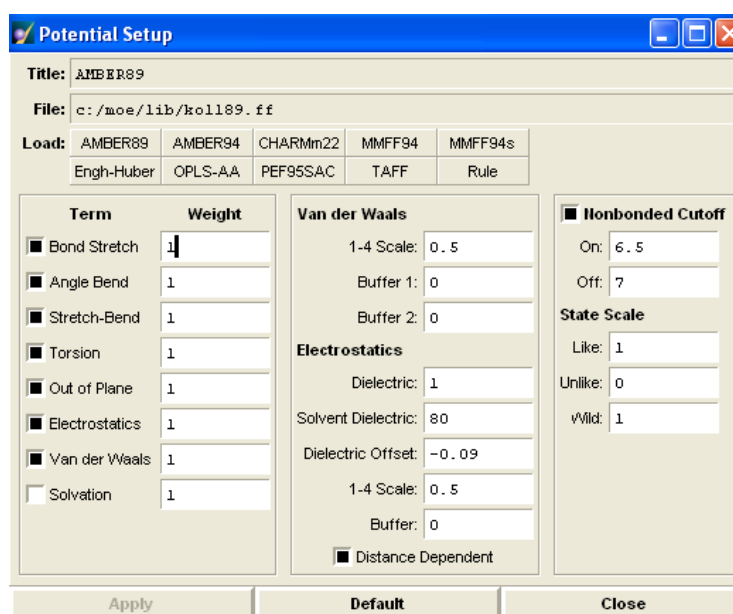 Potential Setup
Title: AMBER89
File: c:/moe/lib/koll89.ff
Load: AMBER89 AMBER94 CHARMm22 MMFF94 MMFF94s
Engh-Huber OPLS-AA PEF95SAC TAFF Rule
Term Weight
Bond Stretch 1
Angle Bend 1
Stretch-Bend 1
Torsion 1
Out of Plane 1
Electrostatics 1
Van der Waals 1
Solvation 1
Van der Waals
1-4 Scale: 0.5
Buffer 1: 0
Buffer 2: 0
Electrostatics
Dielectric: 1
Solvent Dielectric: 80
Dielectric Offset: -0.09
1-4 Scale: 0.5
Buffer: 0
Distance Dependent
Nonbonded Cutoff
On: 6.5
Off: 7
State Scale
Like: 1
Unlike: 0
Wild: 1
Apply Default Close